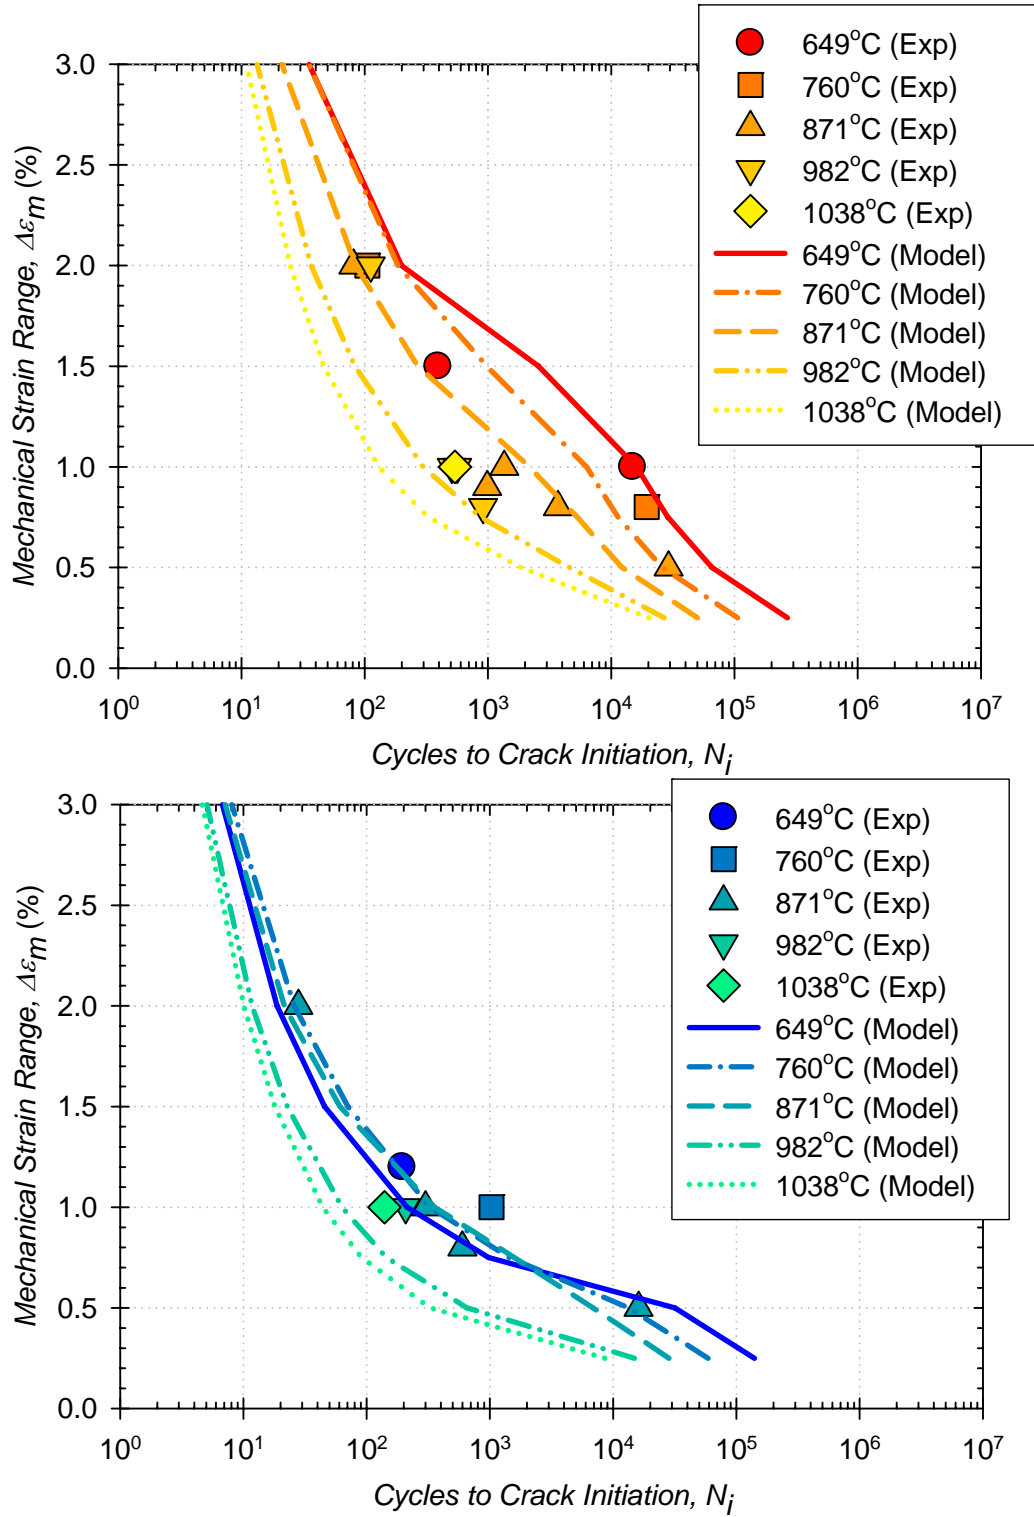 649°C (Exp)
760°C (Exp)
871°C (Exp)
982°C (Exp)
1038°C (Exp)
649°C (Model)
760°C (Model)
871°C (Model)
982°C (Model)
1038°C (Model)
Mechanical Strain Range, Δεm (%)
3.0
2.5
2.0
1.5
1.0
0.5
0.0
10⁰ 10¹ 10² 10³ 10⁴ 10⁵ 10⁶ 10⁷
Cycles to Crack Initiation, Ni
649°C (Exp)
760°C (Exp)
871°C (Exp)
982°C (Exp)
1038°C (Exp)
649°C (Model)
760°C (Model)
871°C (Model)
982°C (Model)
1038°C (Model)
Mechanical Strain Range, Δεm (%)
3.0
2.5
2.0
1.5
1.0
0.5
0.0
10⁰ 10¹ 10² 10³ 10⁴ 10⁵ 10⁶ 10⁷
Cycles to Crack Initiation, Ni